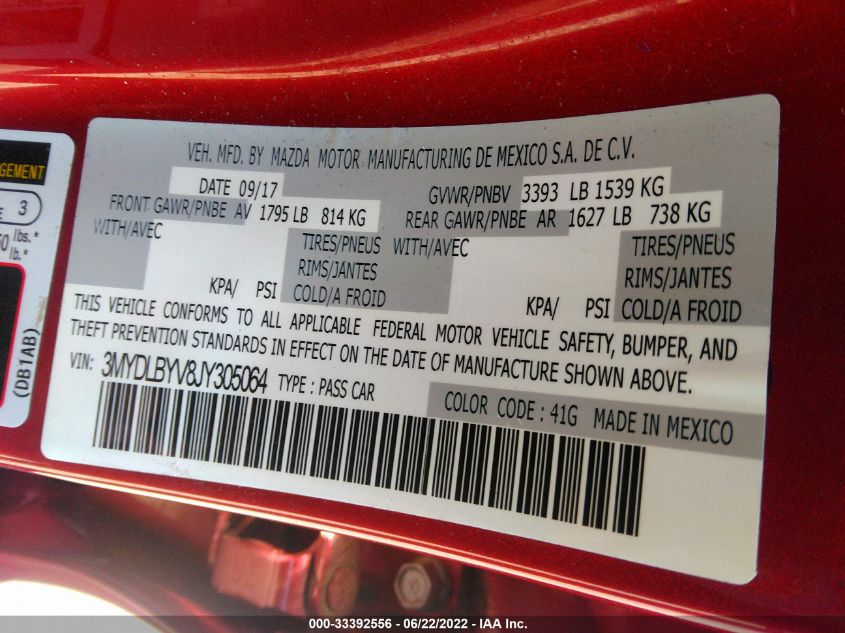 GEMENT
E 3
50 lbs.*
lb.*
(DB1AB)
VEH. MFD. BY MAZDA MOTOR MANUFACTURING DE MEXICO S.A. DE C.V.
DATE 09/17 GVWR/PNBV 3393 LB 1539 KG
FRONT GAWR/PNBE AV 1795 LB 814 KG REAR GAWR/PNBE AR 1627 LB 738 KG
WITH/AVEC TIRES/PNEUS WITH/AVEC TIRES/PNEUS
RIMS/JANTES RIMS/JANTES
KPA/ PSI COLD/A FROID KPA/ PSI COLD/A FROID
THIS VEHICLE CONFORMS TO ALL APPLICABLE FEDERAL MOTOR VEHICLE SAFETY, BUMPER, AND
THEFT PREVENTION STANDARDS IN EFFECT ON THE DATE OF MANUFACTURE SHOWN ABOVE.
VIN: 3MYDLBYV8JY305064 TYPE : PASS CAR
COLOR CODE : 41G MADE IN MEXICO
000-33392556 - 06/22/2022 - IAA Inc.